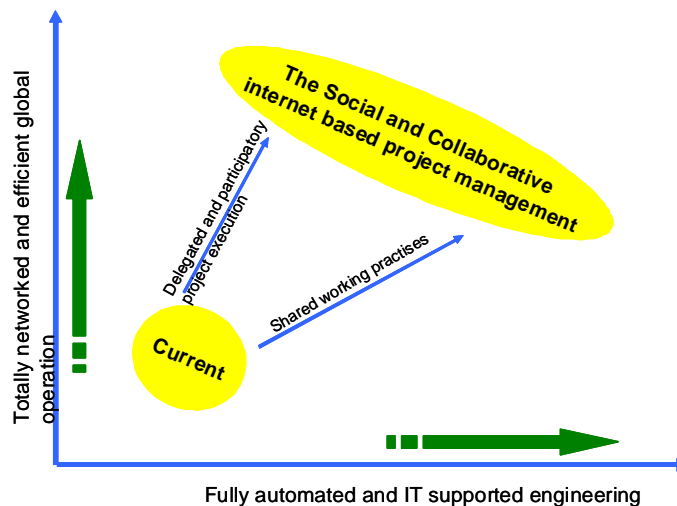 Totally networked and efficient global
operation
The Social and Collaborative
internet based project management
Delegated and participatory
project execution
Shared working practises
Current
Fully automated and IT supported engineering